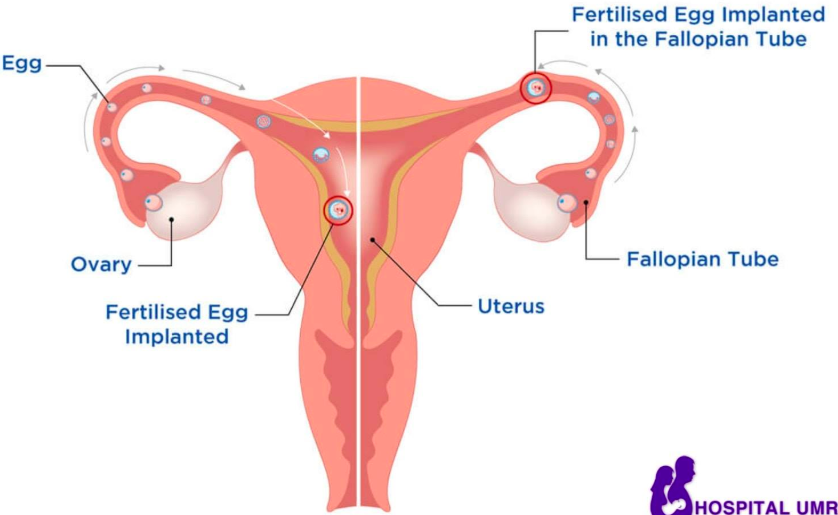 Fertilised Egg Implanted
in the Fallopian Tube
Egg
Ovary
Fallopian Tube
Fertilised Egg
Implanted
Uterus
HOSPITAL UMR